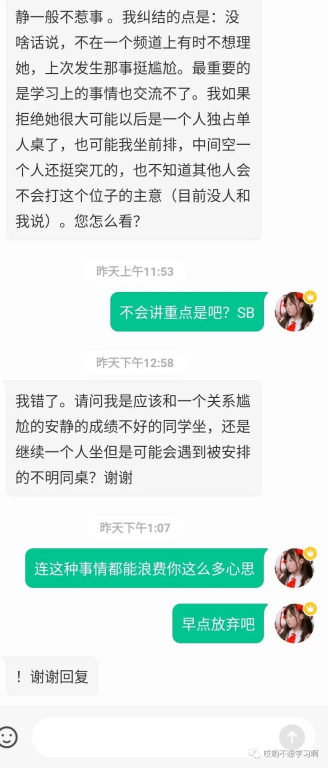 静一般不惹事 。我纠结的点是：没
啥话说，不在一个频道上有时不想理
她，上次发生那事挺尴尬。最重要的
是学习上的事情也交流不了。我如果
拒绝她很大可能以后是一个人独占单
人桌了，也可能我坐前排，中间空一
个人还挺突兀的，也不知道其他人会
不会打这个位子的主意（目前没人和
我说）。您怎么看？
昨天上午11:53
不会讲重点是吧？SB
昨天下午12:58
我错了。请问我是应该和一个关系尴
尬的安静的成绩不好的同学坐，还是
继续一个人坐但是可能会遇到被安排
的不明同桌？谢谢
昨天下午1:07
连这种事情都能浪费你这么多心思
早点放弃吧
！谢谢回复
哎哟不想学习啊